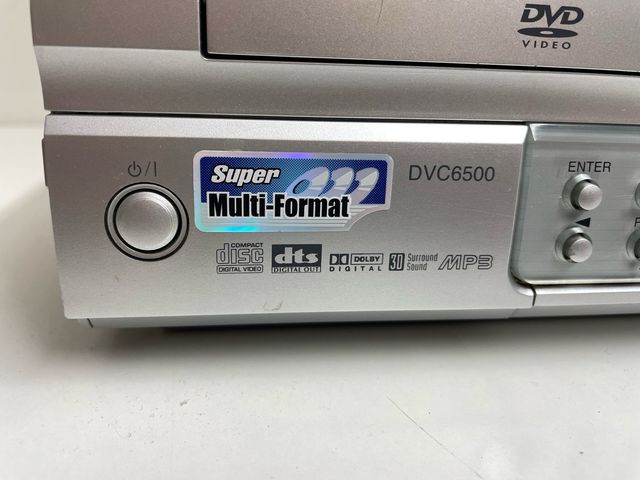 DVD
VIDEO
⏻/I
Super
Multi-Format
DVC6500
ENTER
COMPACT
disc
DIGITAL VIDEO
dts
DIGITAL OUT
DOLBY
DIGITAL
3D Surround
Sound
MP3